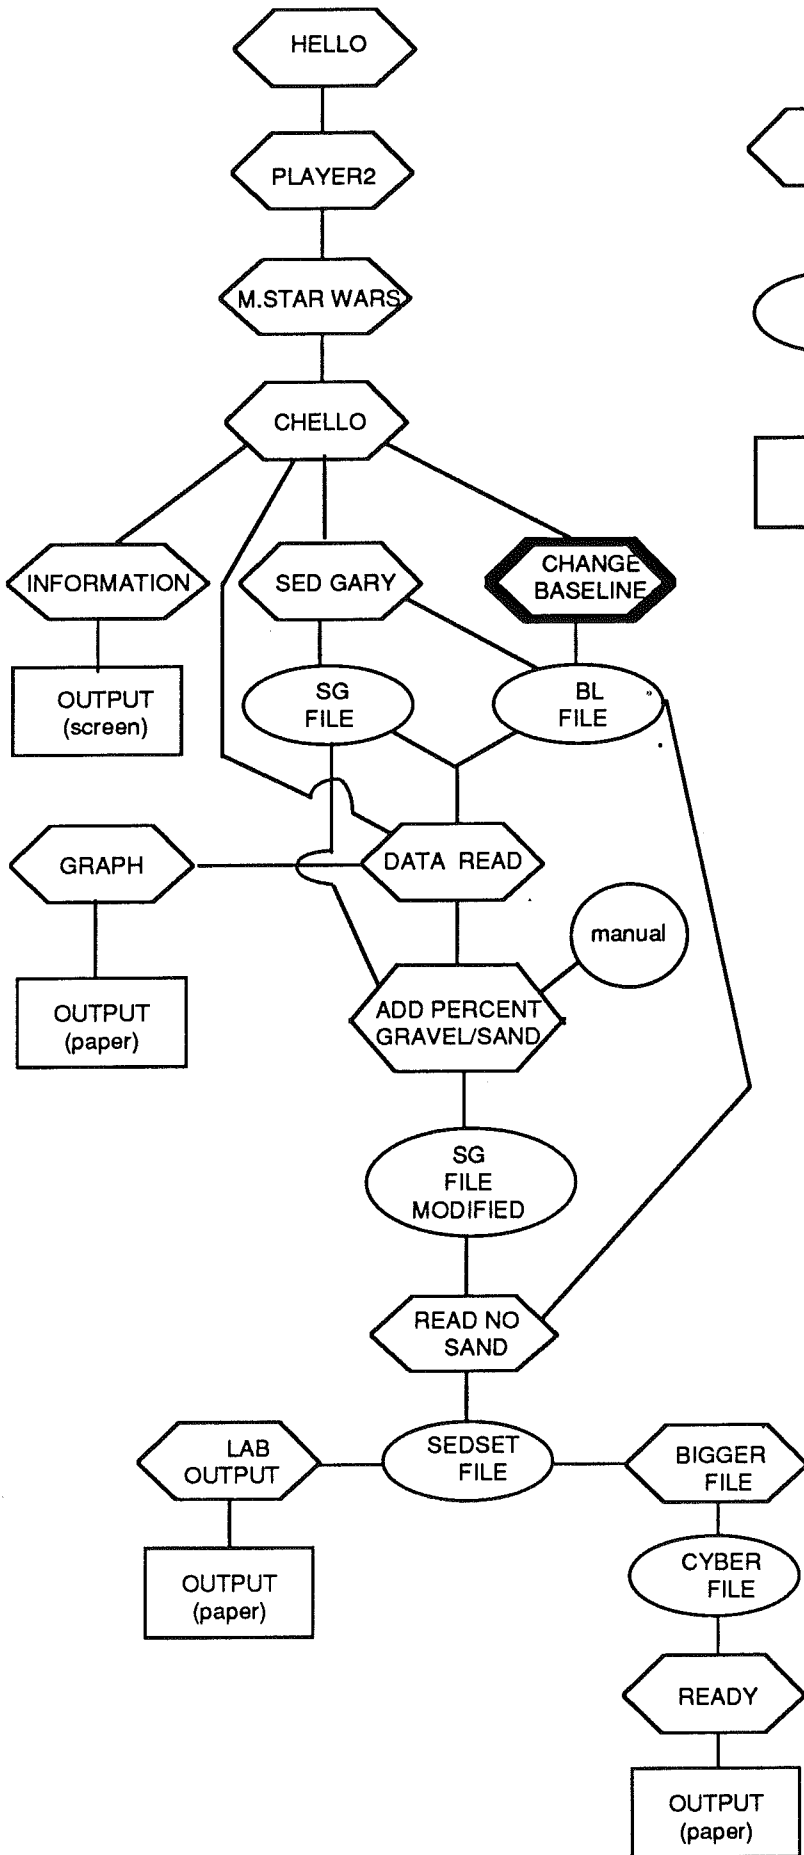 HELLO
PLAYER2
M.STAR WARS
CHELLO
INFORMATION
SED GARY
CHANGE
BASELINE
OUTPUT
(screen)
SG
FILE
BL
FILE
GRAPH
DATA READ
manual
OUTPUT
(paper)
ADD PERCENT
GRAVEL/SAND
SG
FILE
MODIFIED
READ NO
SAND
LAB
OUTPUT
SEDSET
FILE
BIGGER
FILE
OUTPUT
(paper)
CYBER
FILE
READY
OUTPUT
(paper)